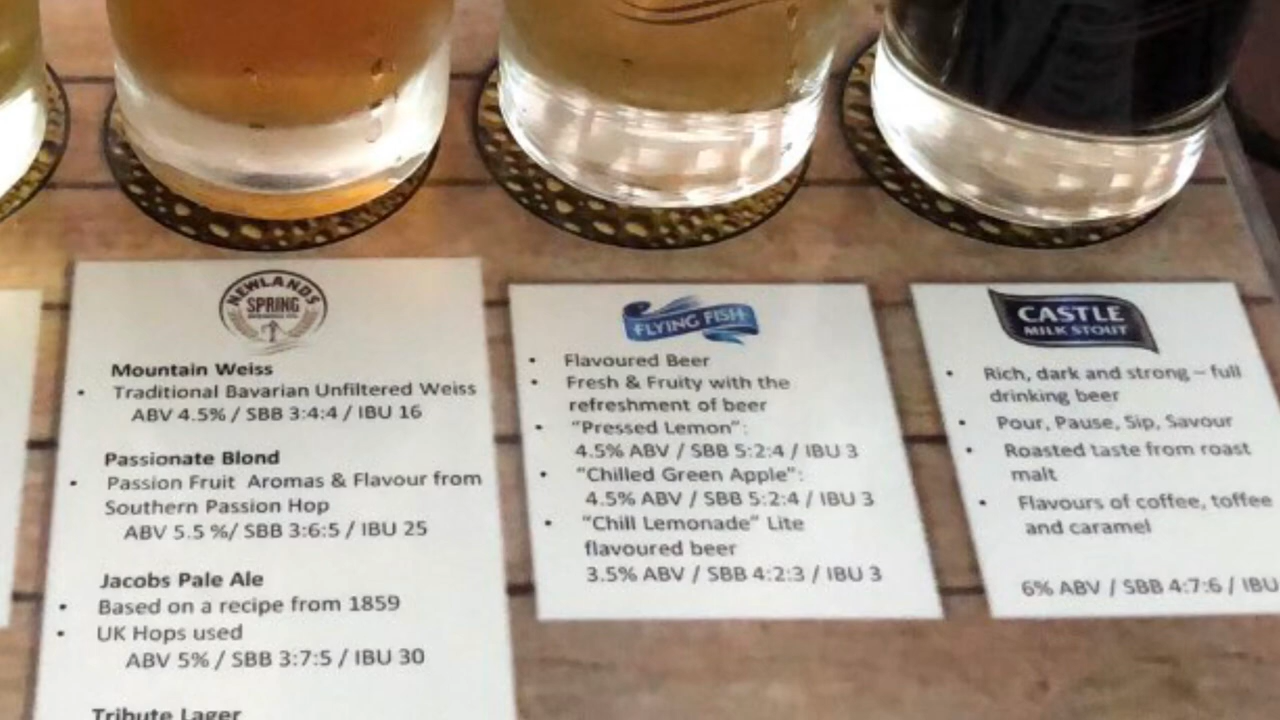 NEWLANDS
SPRING
Mountain Weiss
• Traditional Bavarian Unfiltered Weiss
ABV 4.5% / SBB 3:4:4 / IBU 16
Passionate Blond
• Passion Fruit Aromas & Flavour from
Southern Passion Hop
ABV 5.5 %/ SBB 3:6:5 / IBU 25
Jacobs Pale Ale
• Based on a recipe from 1859
• UK Hops used
ABV 5% / SBB 3:7:5 / IBU 30
Tribute Lager
FLYING FISH
• Flavoured Beer
• Fresh & Fruity with the
refreshment of beer
• "Pressed Lemon":
4.5% ABV / SBB 5:2:4 / IBU 3
• "Chilled Green Apple":
4.5% ABV / SBB 5:2:4 / IBU 3
• "Chill Lemonade" Lite
flavoured beer
3.5% ABV / SBB 4:2:3 / IBU 3
CASTLE
MILK STOUT
• Rich, dark and strong – full
drinking beer
• Pour, Pause, Sip, Savour
• Roasted taste from roast
malt
• Flavours of coffee, toffee
and caramel
6% ABV / SBB 4:7:6 / IBU